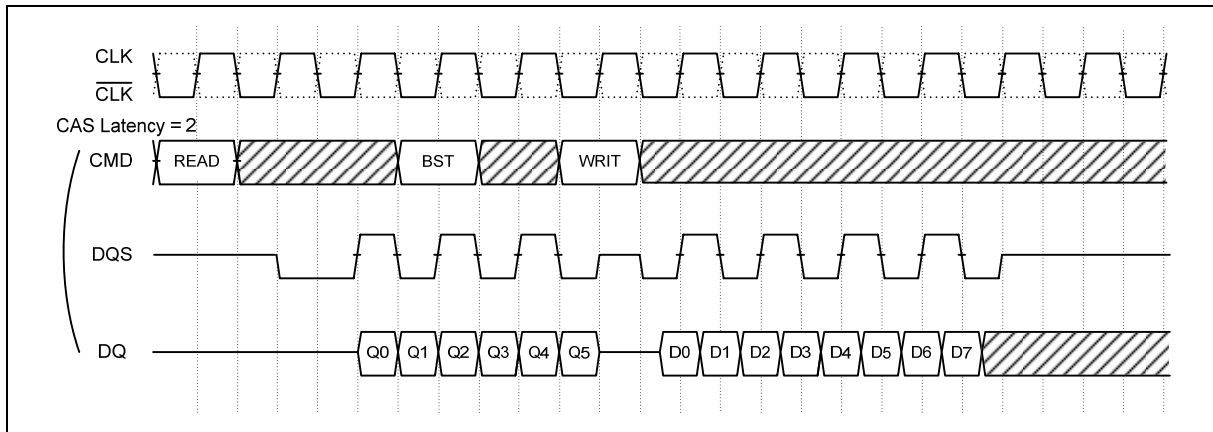 CLK
CLK
CAS Latency = 2
CMD READ BST WRIT
DQS
DQ Q0 Q1 Q2 Q3 Q4 Q5 D0 D1 D2 D3 D4 D5 D6 D7